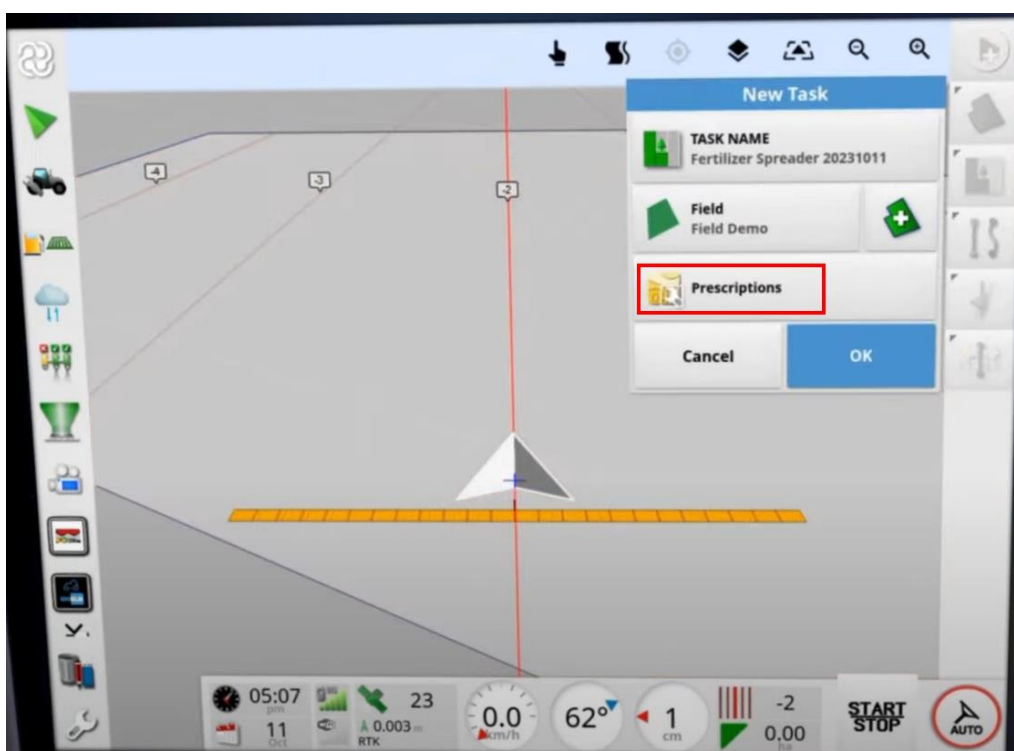 New Task
TASK NAME
Fertilizer Spreader 20231011
Field
Field Demo
Prescriptions
Cancel
OK
-4
-3
-2
05:07
pm
11
Oct
23
0.003 m
RTK
0.0
km/h
62°
1
cm
-2
0.00
ha
START
STOP
AUTO